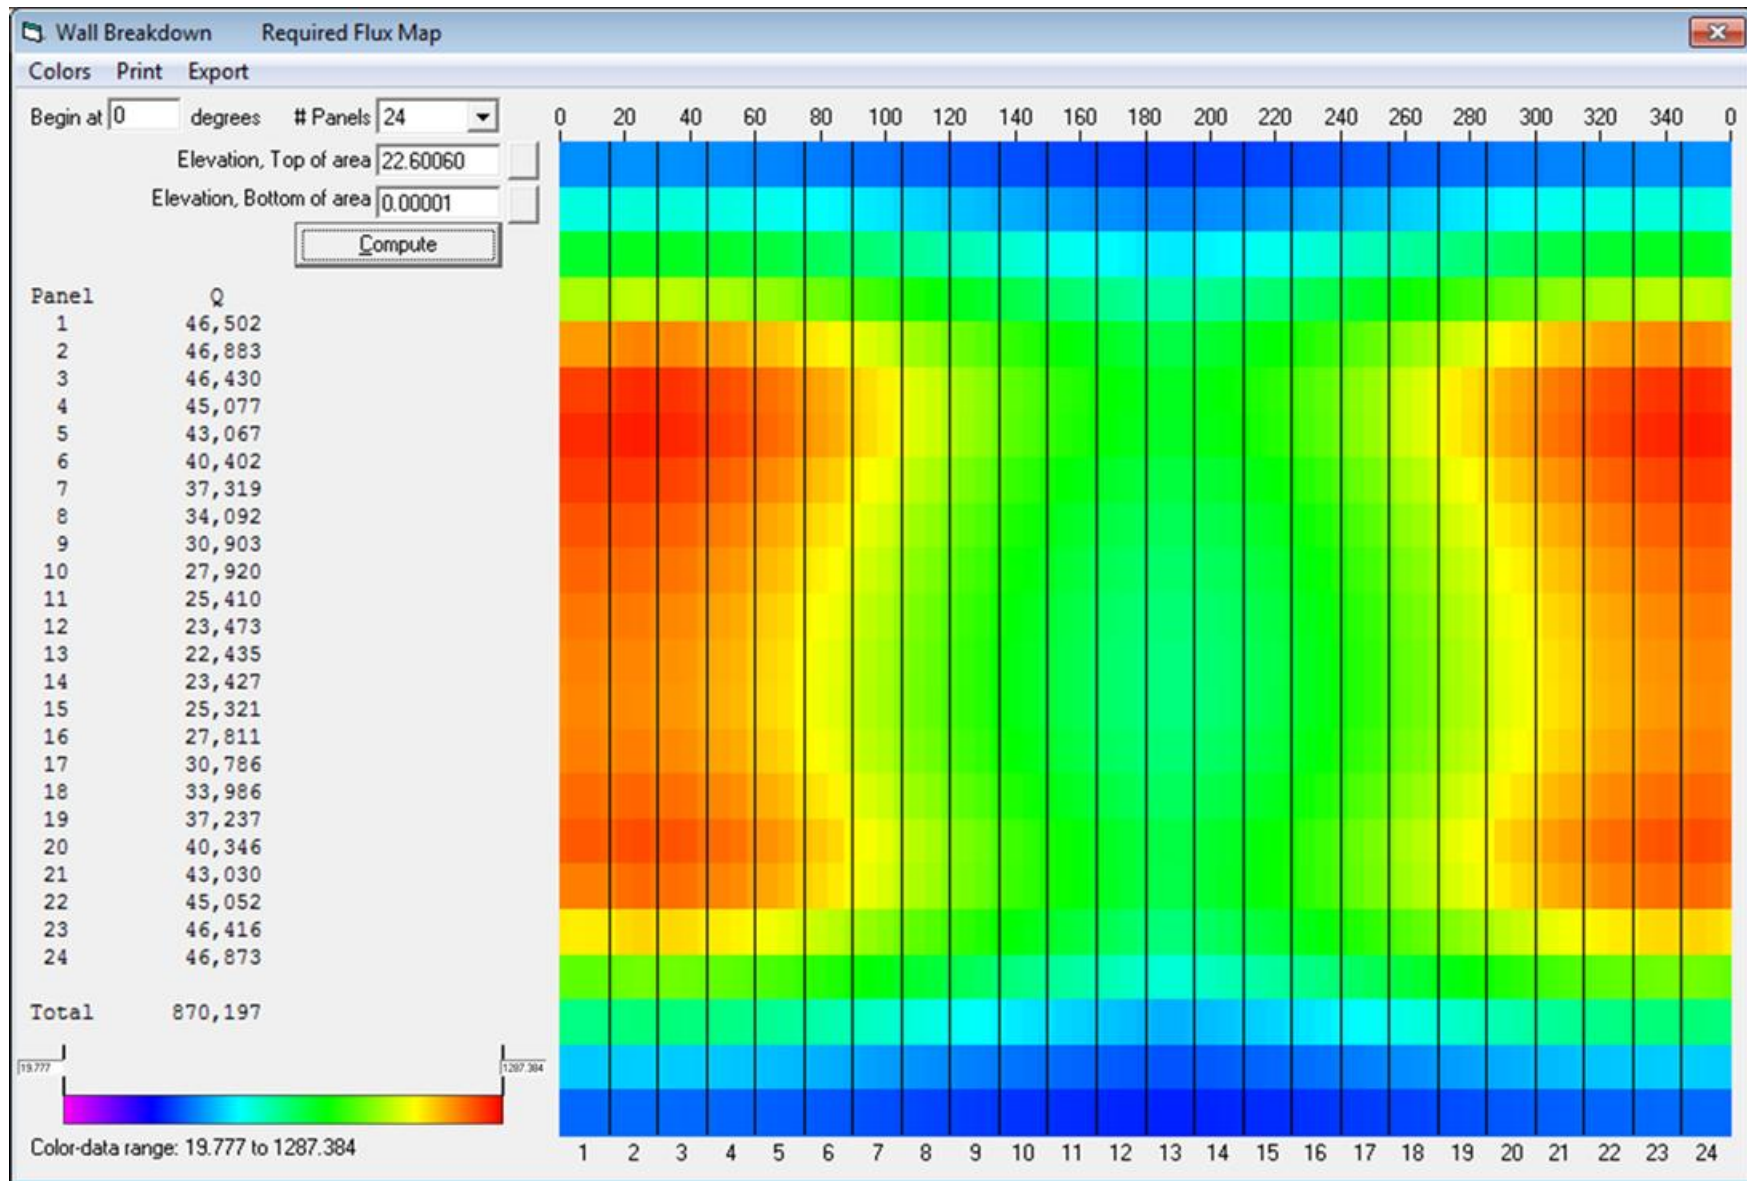 Wall Breakdown Required Flux Map
Colors Print Export
Begin at 0 degrees # Panels 24
Elevation, Top of area 22.60060
Elevation, Bottom of area 0.00001
Compute
Panel Q
1 46,502
2 46,883
3 46,430
4 45,077
5 43,067
6 40,402
7 37,319
8 34,092
9 30,903
10 27,920
11 25,410
12 23,473
13 22,435
14 23,427
15 25,321
16 27,811
17 30,786
18 33,986
19 37,237
20 40,346
21 43,030
22 45,052
23 46,416
24 46,873
Total 870,197
19.777 1287.384
Color-data range: 19.777 to 1287.384
0 20 40 60 80 100 120 140 160 180 200 220 240 260 280 300 320 340 0
1 2 3 4 5 6 7 8 9 10 11 12 13 14 15 16 17 18 19 20 21 22 23 24